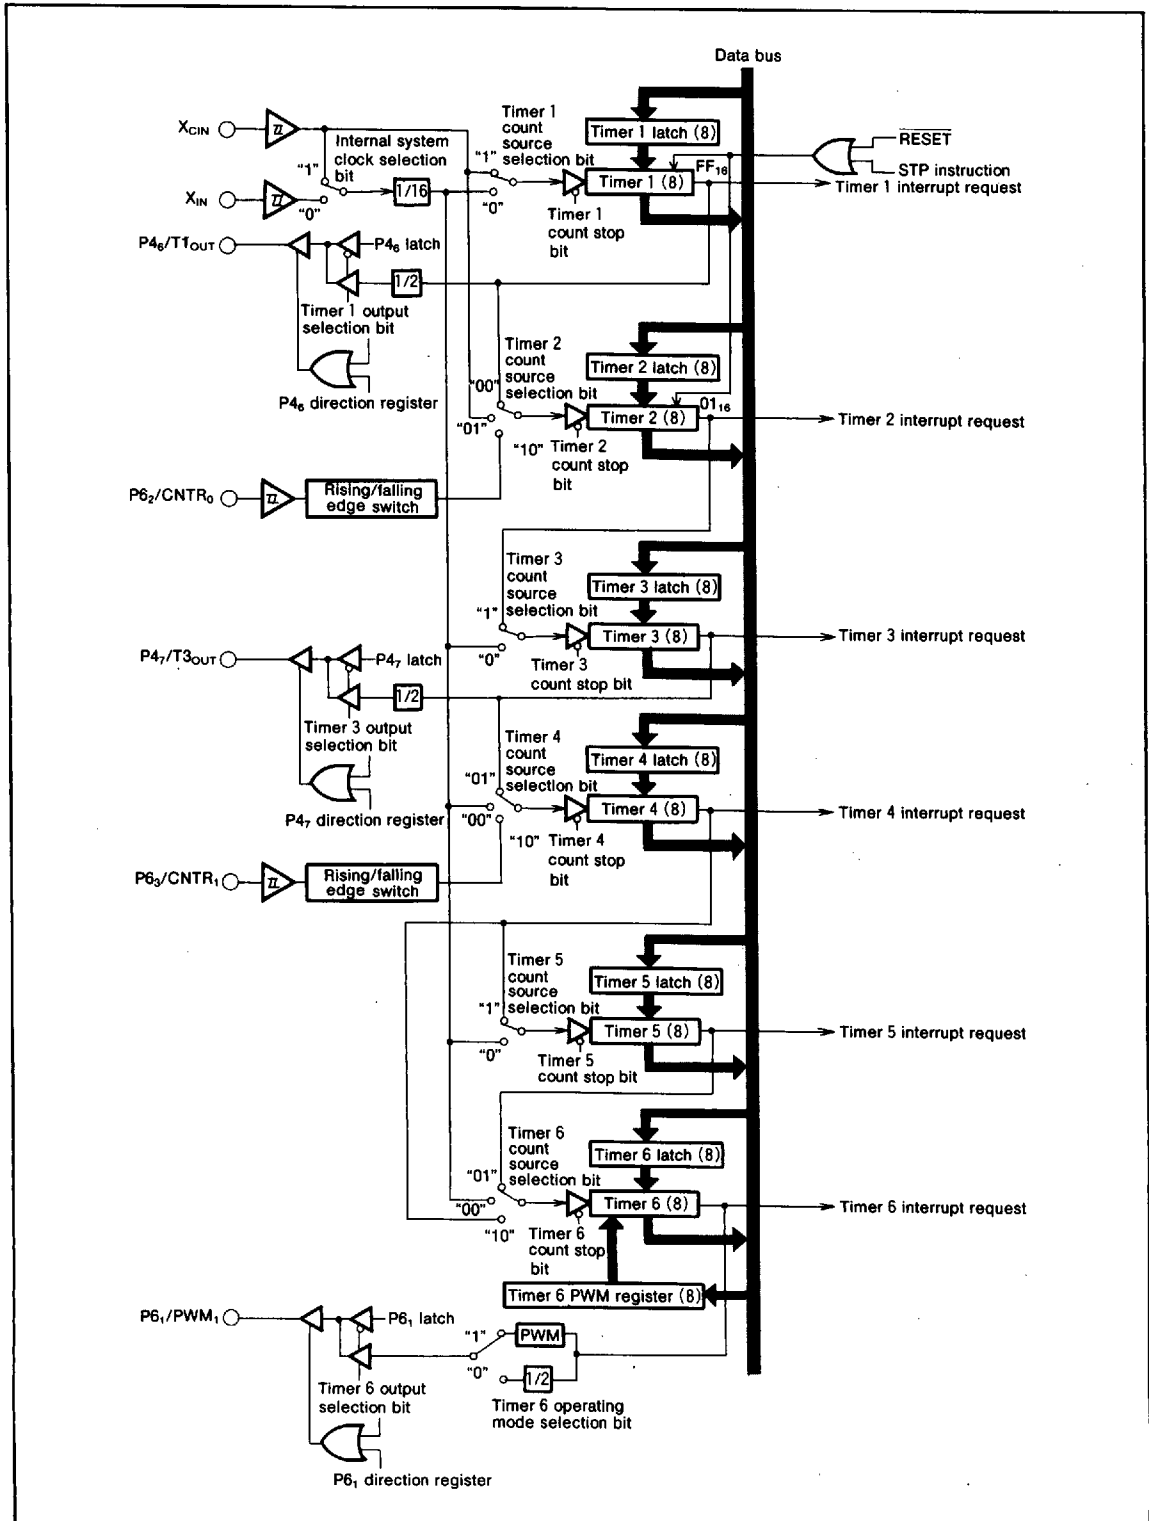 Data bus
X_CIN
Internal system
clock selection
bit
"1"
X_IN
"0"
1/16
Timer 1
count
source
selection bit
"1"
"0"
Timer 1 latch (8)
FF₁₆
Timer 1 (8)
Timer 1
count stop
bit
RESET
STP instruction
Timer 1 interrupt request
P4₆/T1_OUT
P4₆ latch
1/2
Timer 1 output
selection bit
P4₆ direction register
Timer 2
count
source
selection bit
"00"
"01"
"10"
Timer 2 latch (8)
01₁₆
Timer 2 (8)
Timer 2
count stop
bit
Timer 2 interrupt request
P6₂/CNTR₀
Rising/falling
edge switch
Timer 3
count
source
selection bit
"1"
"0"
Timer 3 latch (8)
Timer 3 (8)
Timer 3
count stop bit
Timer 3 interrupt request
P4₇/T3_OUT
P4₇ latch
1/2
Timer 3 output
selection bit
P4₇ direction register
Timer 4
count
source
selection bit
"01"
"00"
"10"
Timer 4 latch (8)
Timer 4 (8)
Timer 4
count stop
bit
Timer 4 interrupt request
P6₃/CNTR₁
Rising/falling
edge switch
Timer 5
count
source
selection bit
"1"
"0"
Timer 5 latch (8)
Timer 5 (8)
Timer 5
count stop bit
Timer 5 interrupt request
Timer 6
count
source
selection bit
"01"
"00"
"10"
Timer 6 latch (8)
Timer 6 (8)
Timer 6
count stop
bit
Timer 6 interrupt request
Timer 6 PWM register (8)
P6₁/PWM₁
P6₁ latch
"1"
PWM
"0"
1/2
Timer 6 output
selection bit
Timer 6 operating
mode selection bit
P6₁ direction register